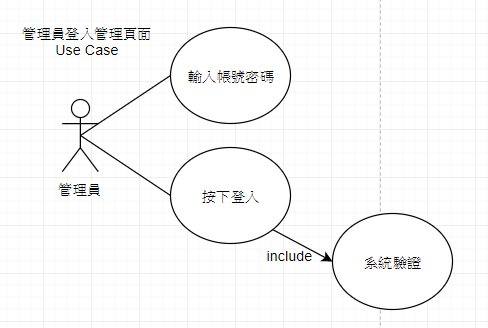 管理員登入管理頁面
Use Case
輸入帳號密碼
管理員
按下登入
include
系統驗證